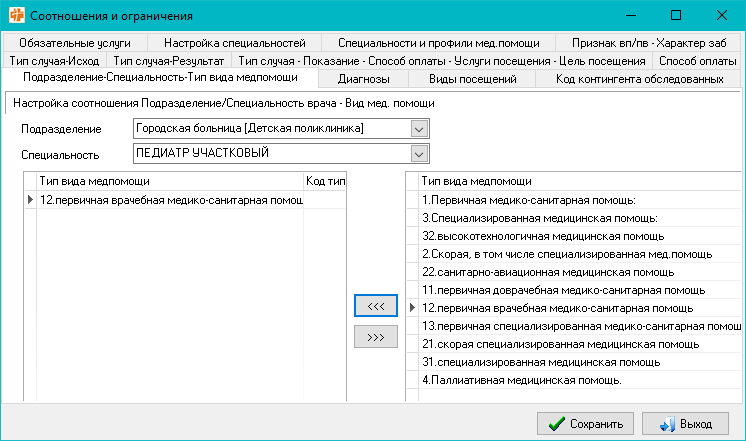 Соотношения и ограничения
Обязательные услуги
Настройка специальностей
Специальности и профили мед.помощи
Признак вп/пв - Характер заб
Тип случая-Исход
Тип случая-Результат
Тип случая - Показание - Способ оплаты - Услуги посещения - Цель посещения
Способ оплаты
Подразделение-Специальность-Тип вида медпомощи
Диагнозы
Виды посещений
Код контингента обследованных
Настройка соотношения Подразделение/Специальность врача - Вид мед. помощи
Подразделение
Городская больница [Детская поликлиника]
Специальность
ПЕДИАТР УЧАСТКОВЫЙ
Тип вида медпомощи
Код тип
12.первичная врачебная медико-санитарная помощ
<<<
>>>
Тип вида медпомощи
1.Первичная медико-санитарная помощь:
3.Специализированная медицинская помощь:
32.высокотехнологичная медицинская помощь
2.Скорая, в том числе специализированная мед.помощь
22.санитарно-авиационная медицинская помощь
11.первичная доврачебная медико-санитарная помощь
12.первичная врачебная медико-санитарная помощь
13.первичная специализированная медико-санитарная помощ
21.скорая специализированная медицинская помощь
31.специализированная медицинская помощь
4.Паллиативная медицинская помощь.
Сохранить
Выход